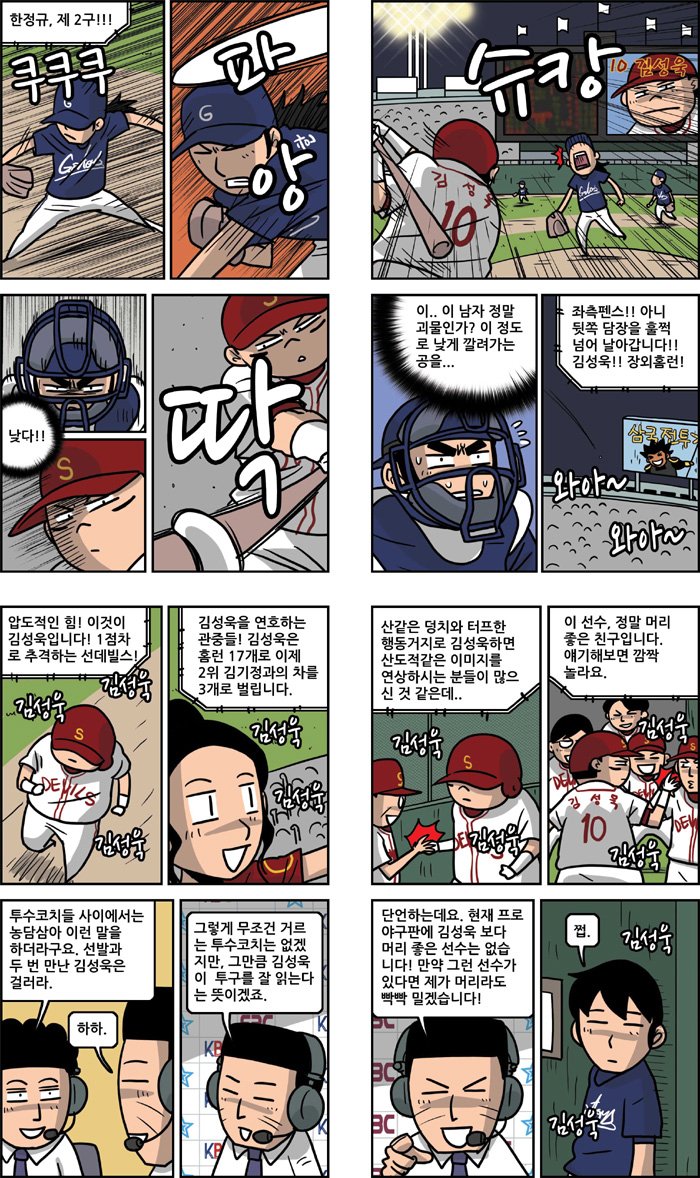 한정규, 제 2구!!!
쿠쿠쿠
G
파
앙
G
슈캉
10 김성욱
김성욱
10
낮다!!
S
딱
S
이.. 이 남자 정말
괴물인가? 이 정도
로 낮게 깔려가는
공을...
좌측펜스!! 아니
뒷쪽 담장을 훌쩍
넘어 날아갑니다!!
김성욱!! 장외홈런!
삼국전투기
와아~
와아~
압도적인 힘! 이것이
김성욱입니다! 1점차
로 추격하는 선데빌스!
김성욱
김성욱
S
DEVILS
김성욱
김성욱을 연호하는
관중들! 김성욱은
홈런 17개로 이제
2위 김기정과의 차를
3개로 벌립니다.
김성욱
김성욱
산같은 덩치와 터프한
행동거지로 김성욱하면
산도적같은 이미지를
연상하시는 분들이 많으
신 것 같은데..
김성욱
S
김성욱
이 선수, 정말 머리
좋은 친구입니다.
얘기해보면 깜짝
놀라요.
김성욱
김성욱
10
김성욱
투수코치들 사이에서는
농담삼아 이런 말을
하더라구요. 선발과
두 번 만난 김성욱은
걸러라.
하하.
그렇게 무조건 거르
는 투수코치는 없겠
지만, 그만큼 김성욱
이 투구를 잘 읽는다
는 뜻이겠죠.
KBC
단언하는데요. 현재 프로
야구판에 김성욱 보다
머리 좋은 선수는 없습
니다! 만약 그런 선수가
있다면 제가 머리라도
빡빡 밀겠습니다!
쩝.
김성욱
김성욱